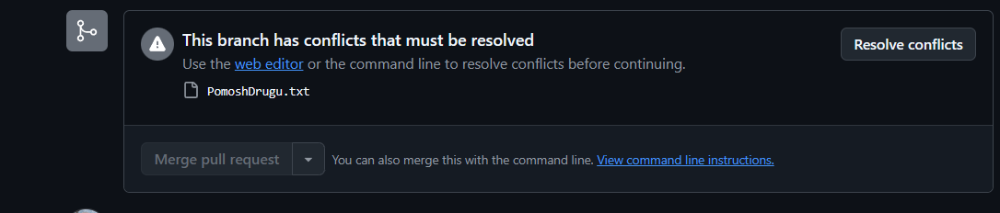 This branch has conflicts that must be resolved
Resolve conflicts
Use the web editor or the command line to resolve conflicts before continuing.
PomoshDrugu.txt
Merge pull request
You can also merge this with the command line. View command line instructions.